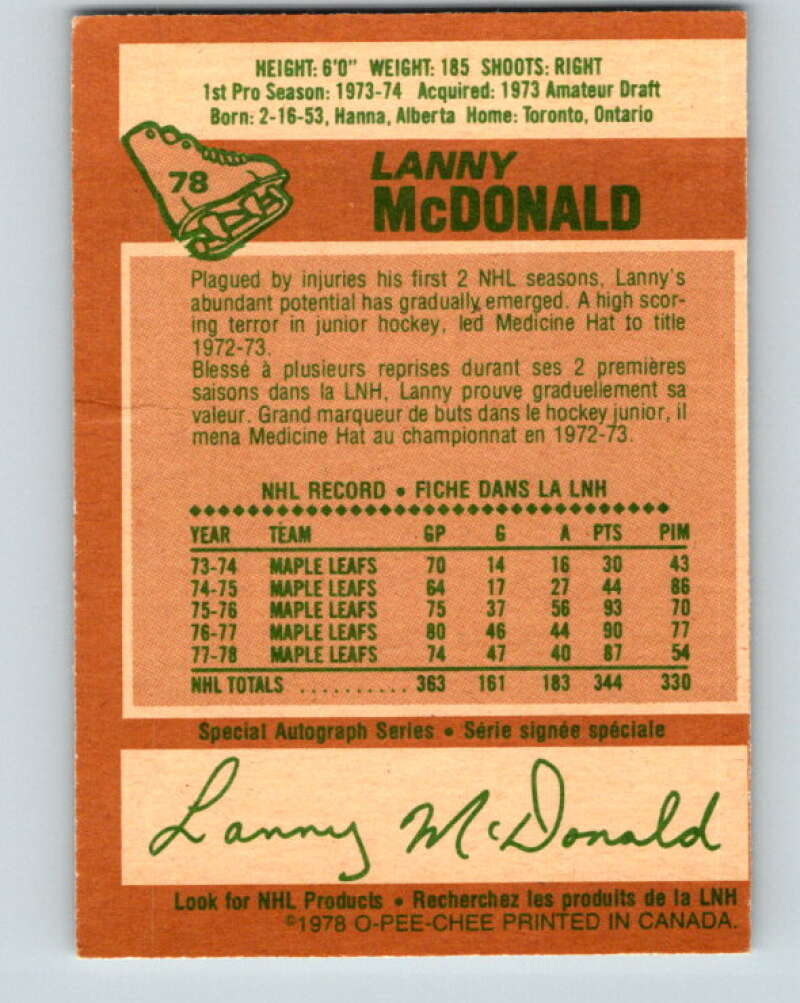 HEIGHT: 6'0" WEIGHT: 185 SHOOTS: RIGHT
1st Pro Season: 1973-74 Acquired: 1973 Amateur Draft
Born: 2-16-53, Hanna, Alberta Home: Toronto, Ontario
78
LANNY
McDONALD
Plagued by injuries his first 2 NHL seasons, Lanny's
abundant potential has gradually emerged. A high scor-
ing terror in junior hockey, led Medicine Hat to title
1972-73.
Blessé à plusieurs reprises durant ses 2 premières
saisons dans la LNH, Lanny prouve graduellement sa
valeur. Grand marqueur de buts dans le hockey junior, il
mena Medicine Hat au championnat en 1972-73.
NHL RECORD • FICHE DANS LA LNH
YEAR TEAM GP G A PTS PIM
73-74 MAPLE LEAFS 70 14 16 30 43
74-75 MAPLE LEAFS 64 17 27 44 86
75-76 MAPLE LEAFS 75 37 56 93 70
76-77 MAPLE LEAFS 80 46 44 90 77
77-78 MAPLE LEAFS 74 47 40 87 54
NHL TOTALS .......... 363 161 183 344 330
Special Autograph Series • Série signée spéciale
Lanny McDonald
Look for NHL Products • Recherchez les produits de la LNH
©1978 O-PEE-CHEE PRINTED IN CANADA.